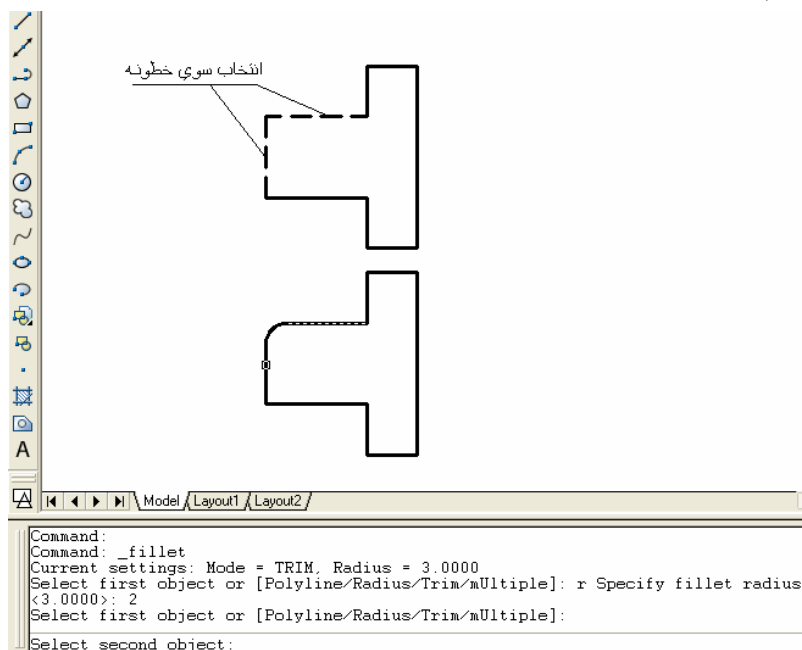 انتخاب سوي خطونه
A
Model Layout1 Layout2
Command:
Command: _fillet
Current settings: Mode = TRIM, Radius = 3.0000
Select first object or [Polyline/Radius/Trim/mUltiple]: r Specify fillet radius
<3.0000>: 2
Select first object or [Polyline/Radius/Trim/mUltiple]:
Select second object: